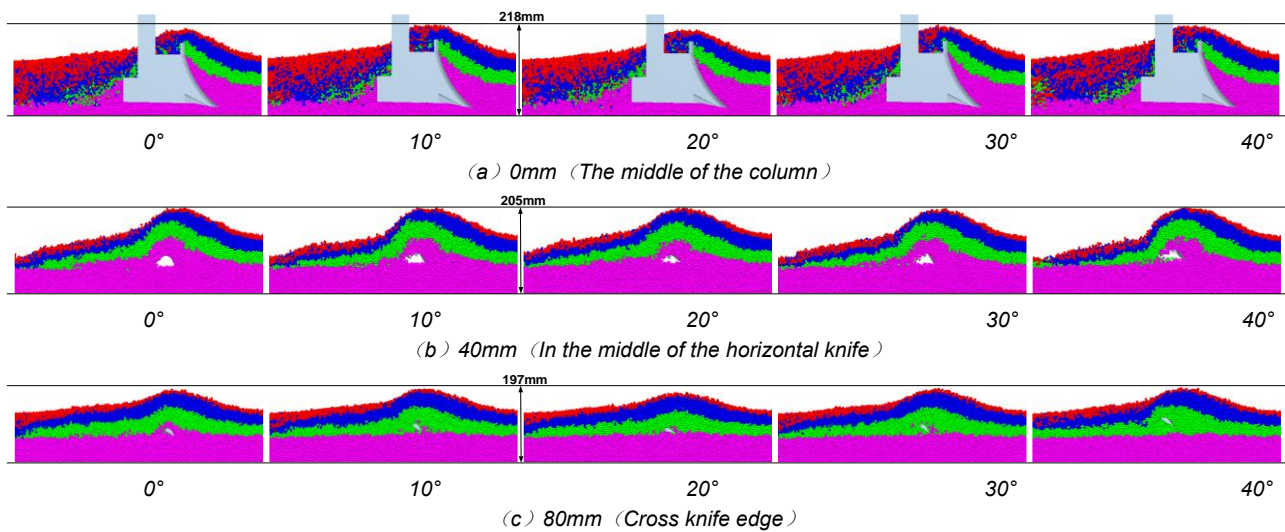 218mm
0° 10° 20° 30° 40°
（a）0mm（The middle of the column）
205mm
0° 10° 20° 30° 40°
（b）40mm（In the middle of the horizontal knife）
197mm
0° 10° 20° 30° 40°
（c）80mm（Cross knife edge）